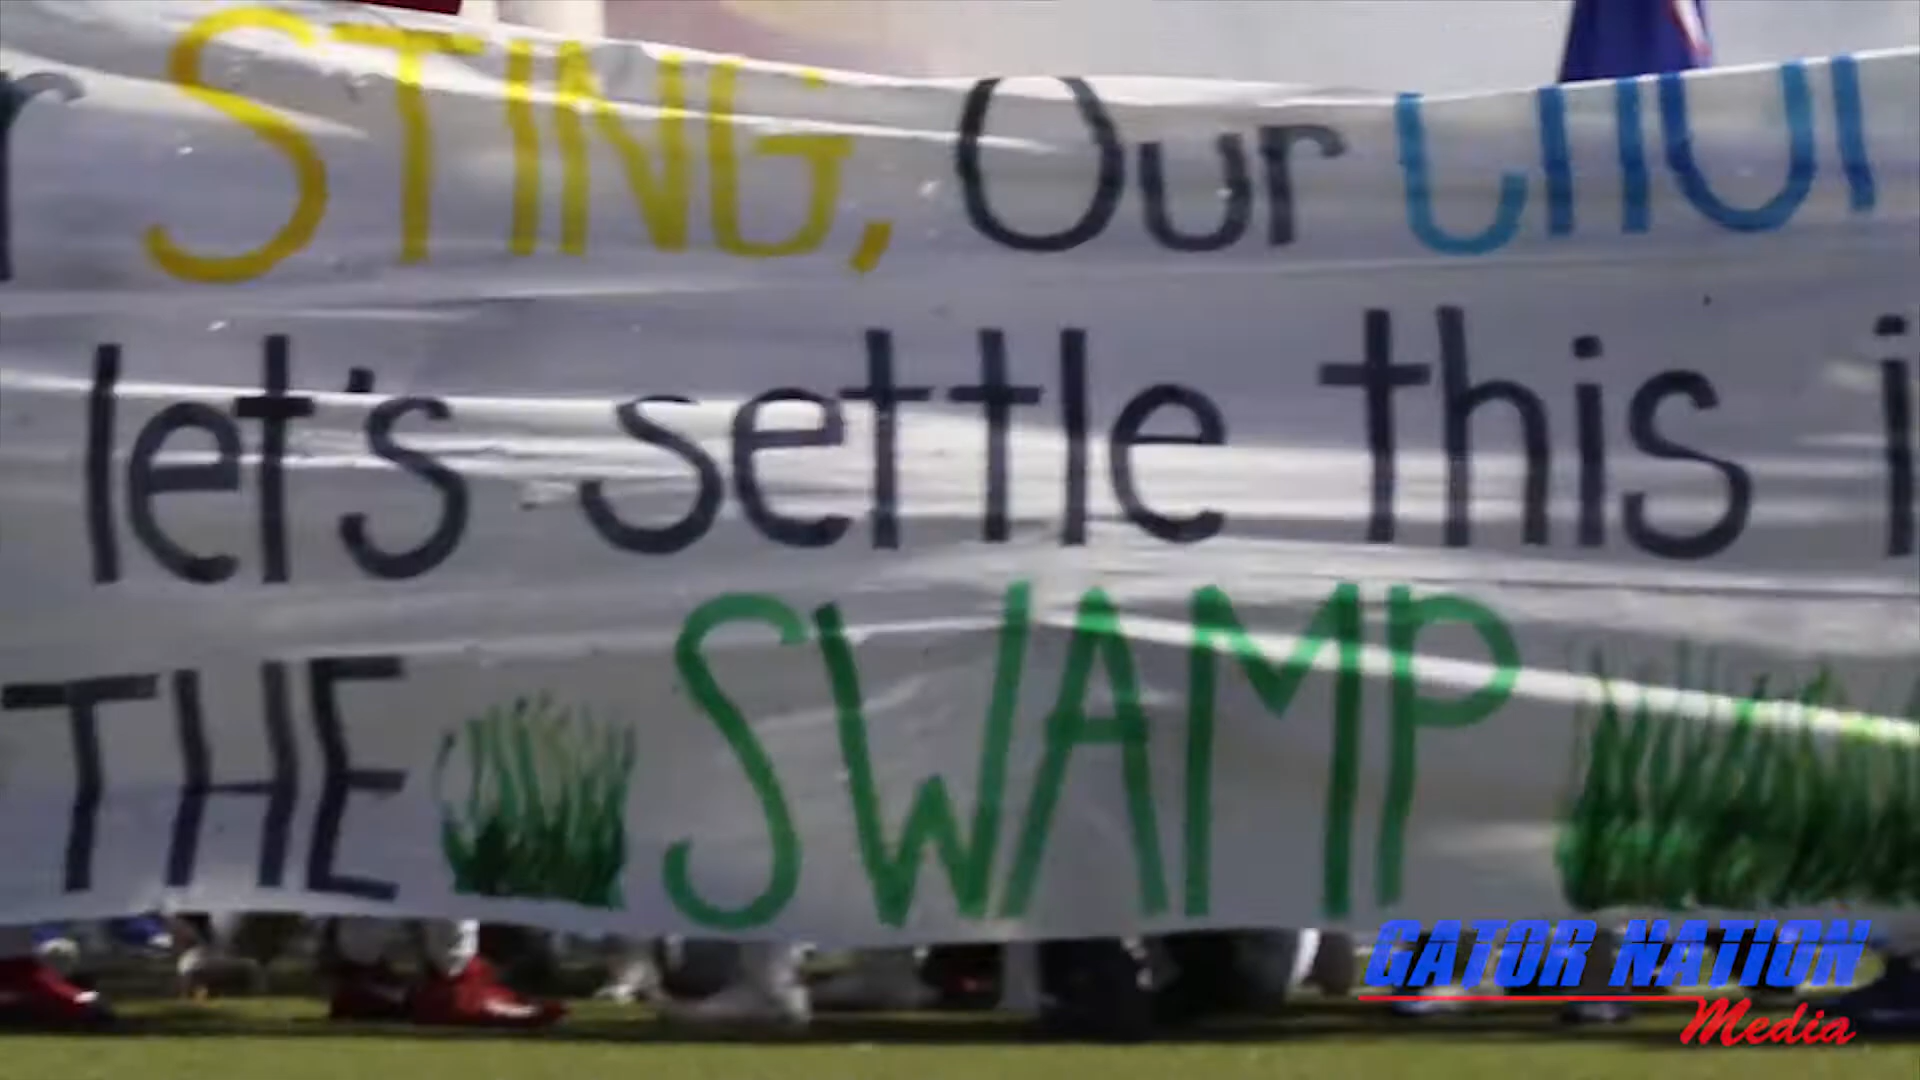 STING, Our
let's settle this
THE SWAMP
GATOR NATION
Media